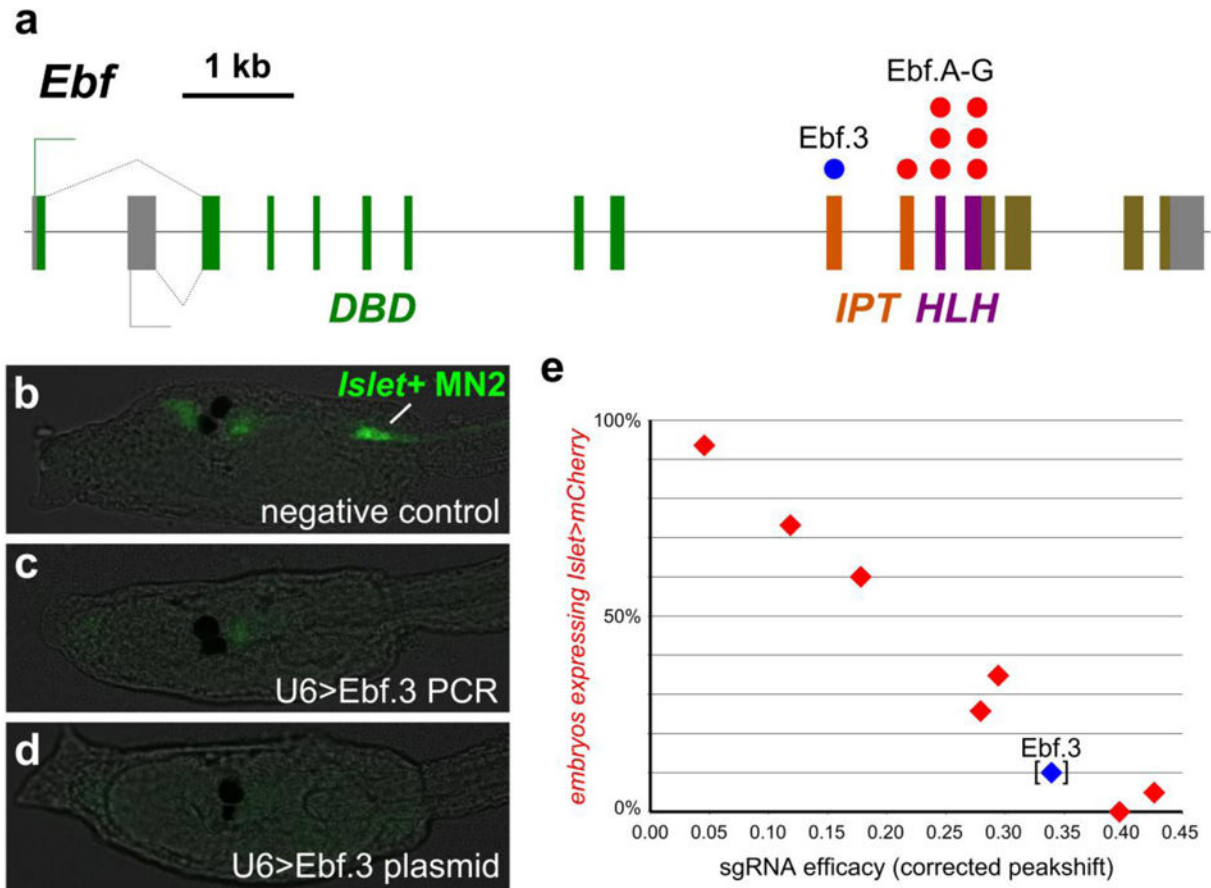 a
Ebf
1 kb
Ebf.A-G
Ebf.3
DBD
IPT
HLH
b
Islet+ MN2
negative control
c
U6>Ebf.3 PCR
d
U6>Ebf.3 plasmid
e
embryos expressing Islet>mCherry
100%
50%
0%
Ebf.3
[ ]
0.00 0.05 0.10 0.15 0.20 0.25 0.30 0.35 0.40 0.45
sgRNA efficacy (corrected peakshift)